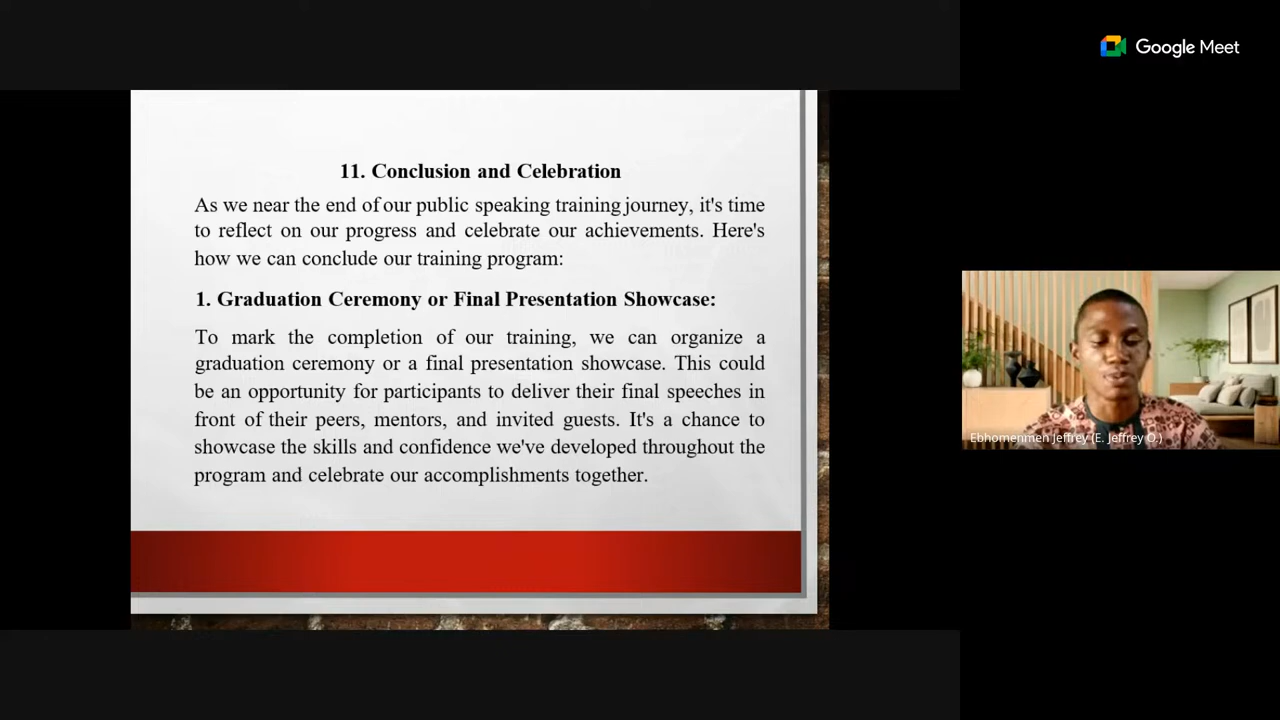 Google Meet
11. Conclusion and Celebration
As we near the end of our public speaking training journey, it's time
to reflect on our progress and celebrate our achievements. Here's
how we can conclude our training program:
1. Graduation Ceremony or Final Presentation Showcase:
To mark the completion of our training, we can organize a
graduation ceremony or a final presentation showcase. This could
be an opportunity for participants to deliver their final speeches in
front of their peers, mentors, and invited guests. It's a chance to
showcase the skills and confidence we've developed throughout the
program and celebrate our accomplishments together.
Ebhomenmen Jeffrey (E. Jeffrey O.)